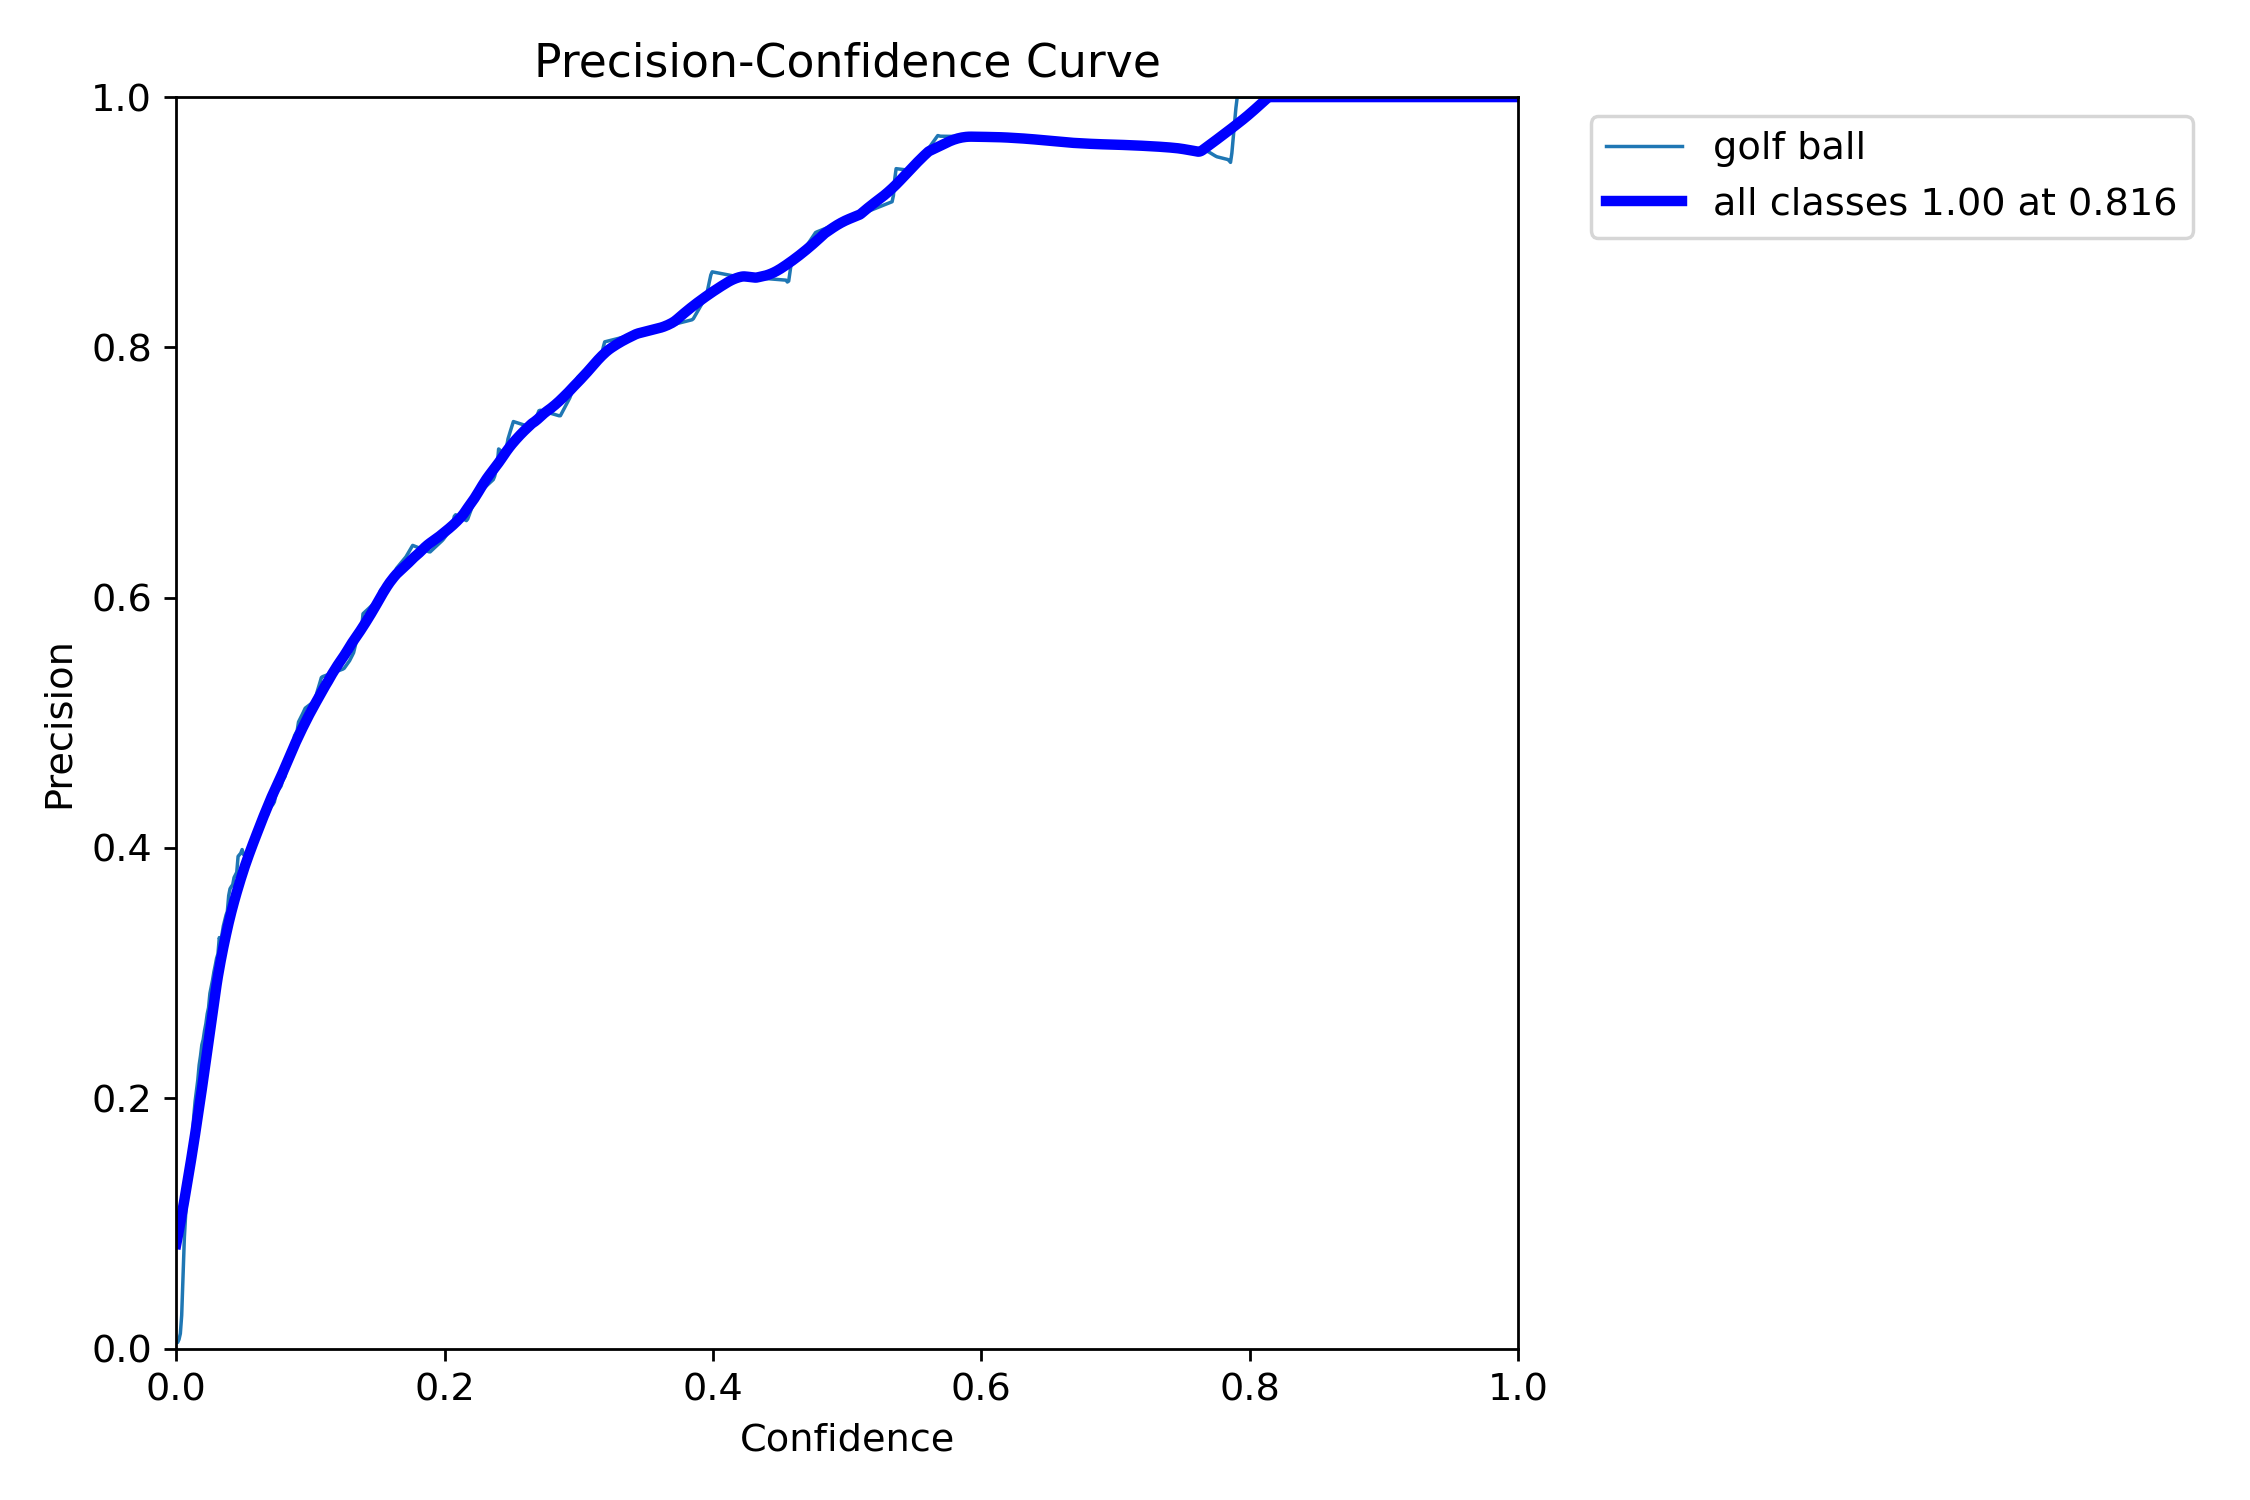 Precision-Confidence Curve
1.0
0.8
0.6
0.4
0.2
0.0
Precision
0.0 0.2 0.4 0.6 0.8 1.0
Confidence
golf ball
all classes 1.00 at 0.816